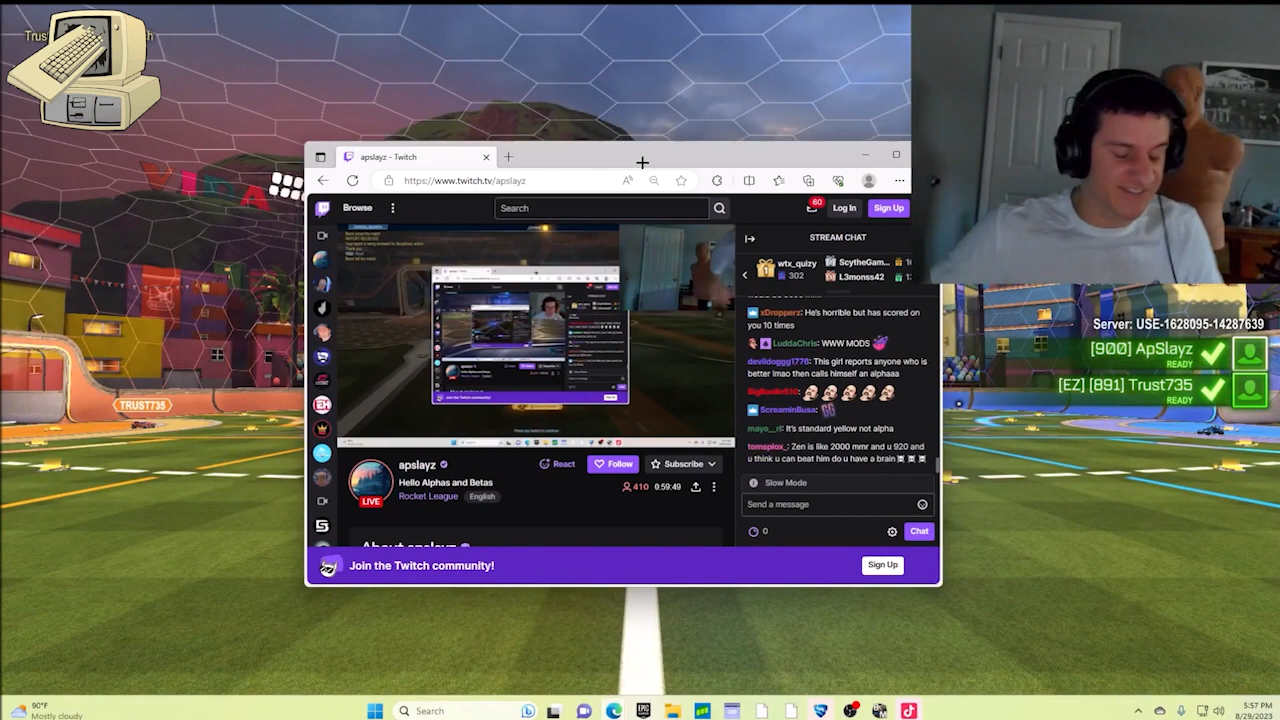 Trus
h
apslayz - Twitch
https://www.twitch.tv/apslayz
Browse
Search
60
Log In
Sign Up
STREAM CHAT
wtx_quizy
302
ScytheGam...
L3monss42
xDropperz: He's horrible but has scored on
you 10 times
LuddaChris: WWW MODS
devildoggg1776: This girl reports anyone who is
better lmao then calls himself an alphaaa
ScreaminBusa:
mayo__rl: It's standard yellow not alpha
tomsplox_: Zen is like 2000 mmr and u 920 and
u think u can beat him do u have a brain
Slow Mode
Send a message
0
Chat
apslayz
React
Follow
Subscribe
Hello Alphas and Betas
Rocket League
English
410
0:59:49
LIVE
About apslayz
Join the Twitch community!
Sign Up
Server: USE-1628095-14287639
[900] ApSlayz
READY
[EZ] [891] Trust735
READY
TRUST735
90°F
Mostly cloudy
Search
5:57 PM
8/29/2023